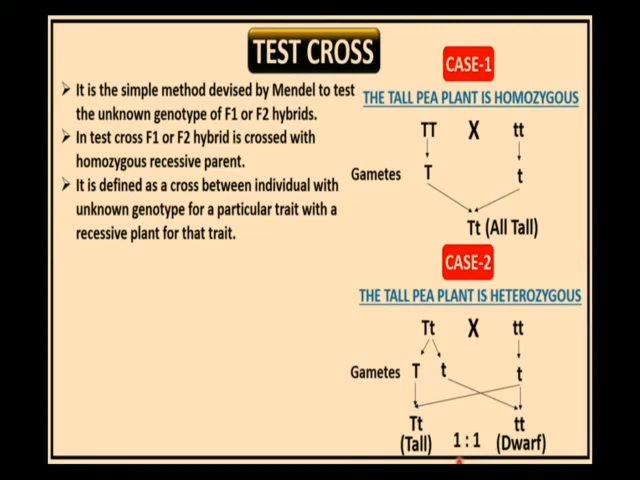 TEST CROSS
➢ It is the simple method devised by Mendel to test
the unknown genotype of F1 or F2 hybrids.
➢ In test cross F1 or F2 hybrid is crossed with
homozygous recessive parent.
➢ It is defined as a cross between individual with
unknown genotype for a particular trait with a
recessive plant for that trait.
CASE-1
THE TALL PEA PLANT IS HOMOZYGOUS
TT X tt
Gametes T t
Tt (All Tall)
CASE-2
THE TALL PEA PLANT IS HETEROZYGOUS
Tt X tt
Gametes T t t
Tt tt
(Tall) 1 : 1 (Dwarf)